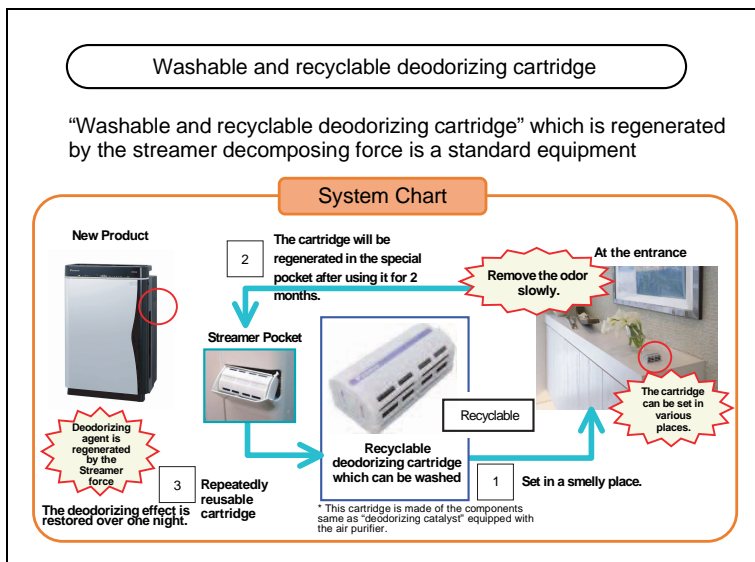 Washable and recyclable deodorizing cartridge
“Washable and recyclable deodorizing cartridge” which is regenerated
by the streamer decomposing force is a standard equipment
System Chart
New Product
2
The cartridge will be
regenerated in the special
pocket after using it for 2
months.
Remove the odor
slowly.
At the entrance
Streamer Pocket
The cartridge
can be set in
various
places.
Recyclable
Deodorizing
agent is
regenerated
by the
Streamer
force
Recyclable
deodorizing cartridge
which can be washed
3
Repeatedly
reusable
cartridge
1
Set in a smelly place.
The deodorizing effect is
restored over one night.
* This cartridge is made of the components
same as “deodorizing catalyst” equipped with
the air purifier.